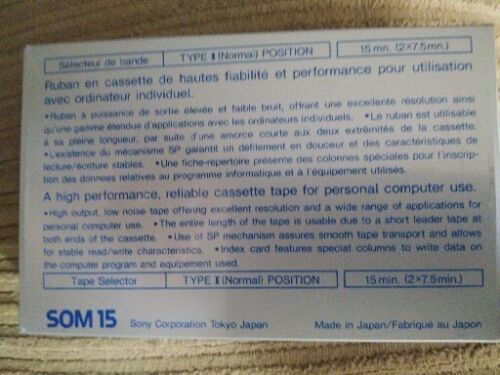 Sélecteur de bande TYPE I (Normal) POSITION 15 mn. (2×7.5mn.)
Ruban en cassette de hautes fiabilité et performance pour utilisation
avec ordinateur individuel.
•Ruban à puissance de sortie élevée et faible bruit, offrant une excellente résolution ainsi
qu'une gamme étendue d'applications avec les ordinateurs individuels. •Le ruban est utilisable
à sa pleine longueur, par suite d'une amorce courte aux deux extrémités de la cassette.
•L'existence du mécanisme SP garantit un défilement en douceur et des caractéristiques de
lecture/écriture stables. •Une fiche-répertoire présente des colonnes spéciales pour l'inscrip-
tion des données relatives au programme informatique et à l'équipement utilisés.
A high performance, reliable cassette tape for personal computer use.
•High output, low noise tape offering excellent resolution and a wide range of applications for
personal computer use. •The entire length of the tape is usable due to a short leader tape at
both ends of the cassette. •Use of SP mechanism assures smooth tape transport and allows
for stable read/write characteristics. •Index card features special columns to write data on
the computer program and equipement used.
Tape Selector TYPE I (Normal) POSITION 15 min. (2×7.5min.)
SOM 15 Sony Corporation Tokyo Japan Made in Japan/Fabriqué au Japon